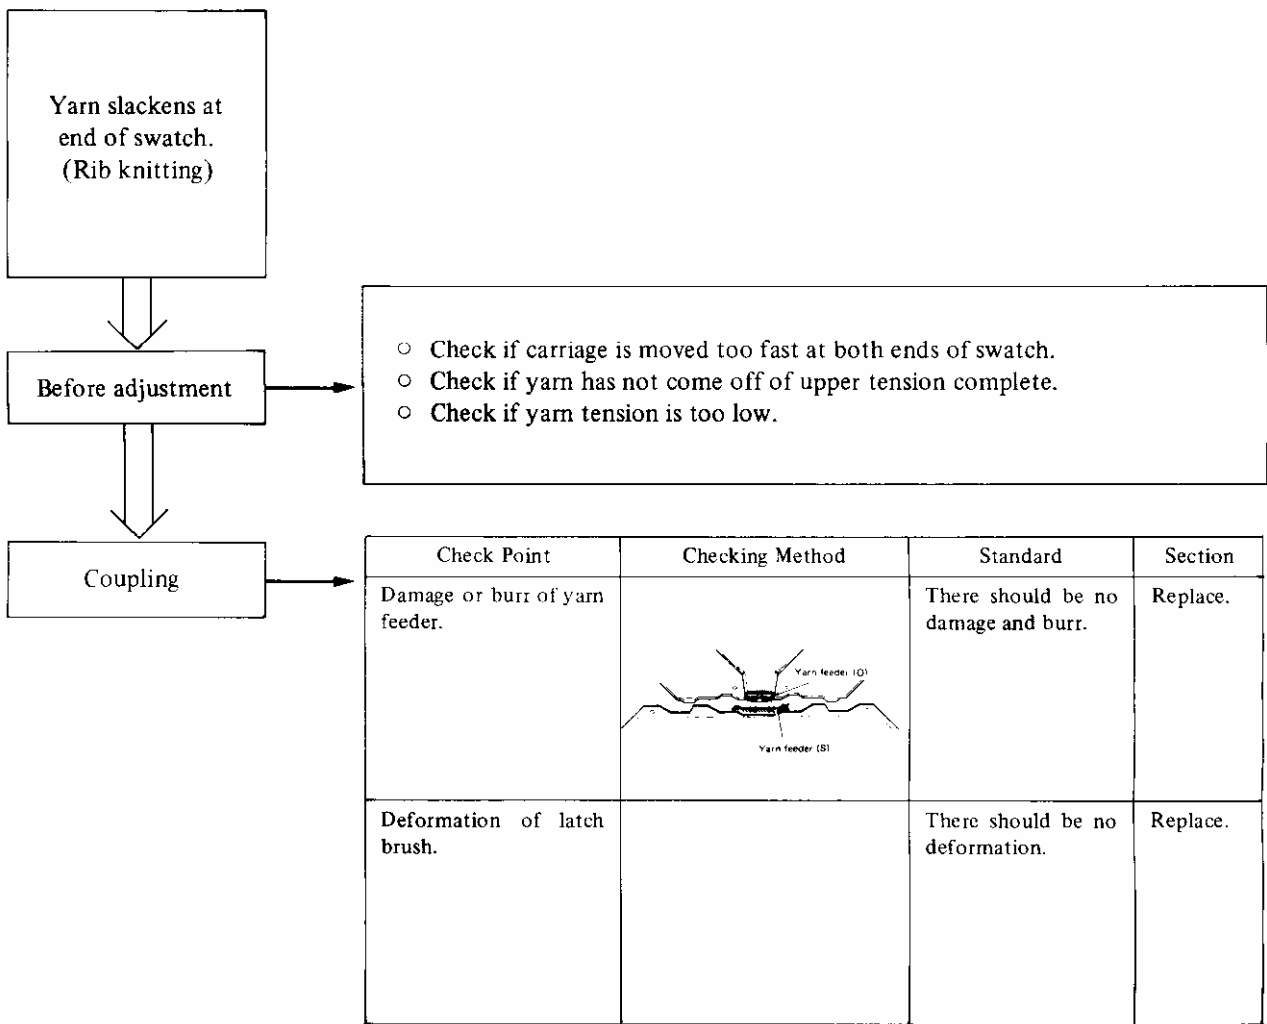 Yarn slackens at
end of swatch.
(Rib knitting)
Before adjustment
○ Check if carriage is moved too fast at both ends of swatch.
○ Check if yarn has not come off of upper tension complete.
○ Check if yarn tension is too low.
Coupling
Check Point
Checking Method
Standard
Section
Damage or burr of yarn
feeder.
Yarn feeder (O)
Yarn feeder (S)
There should be no
damage and burr.
Replace.
Deformation of latch
brush.
There should be no
deformation.
Replace.